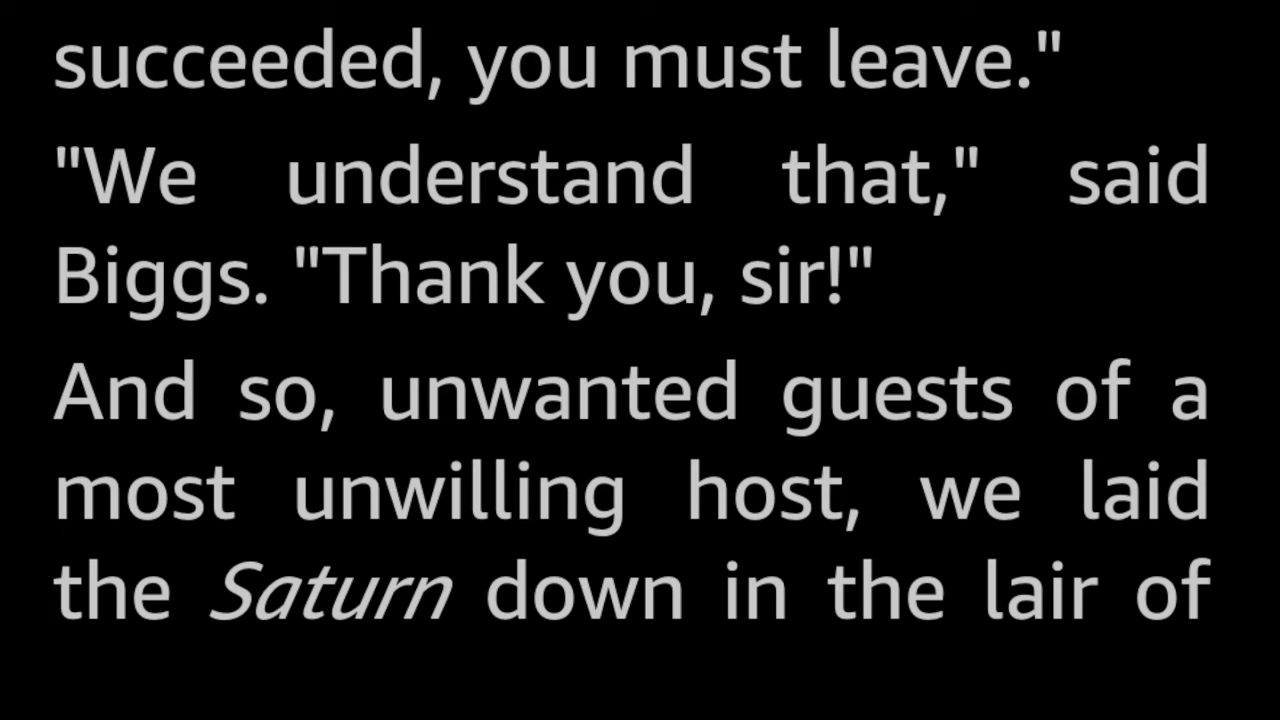 succeeded, you must leave."
"We understand that," said
Biggs. "Thank you, sir!"
And so, unwanted guests of a
most unwilling host, we laid
the Saturn down in the lair of